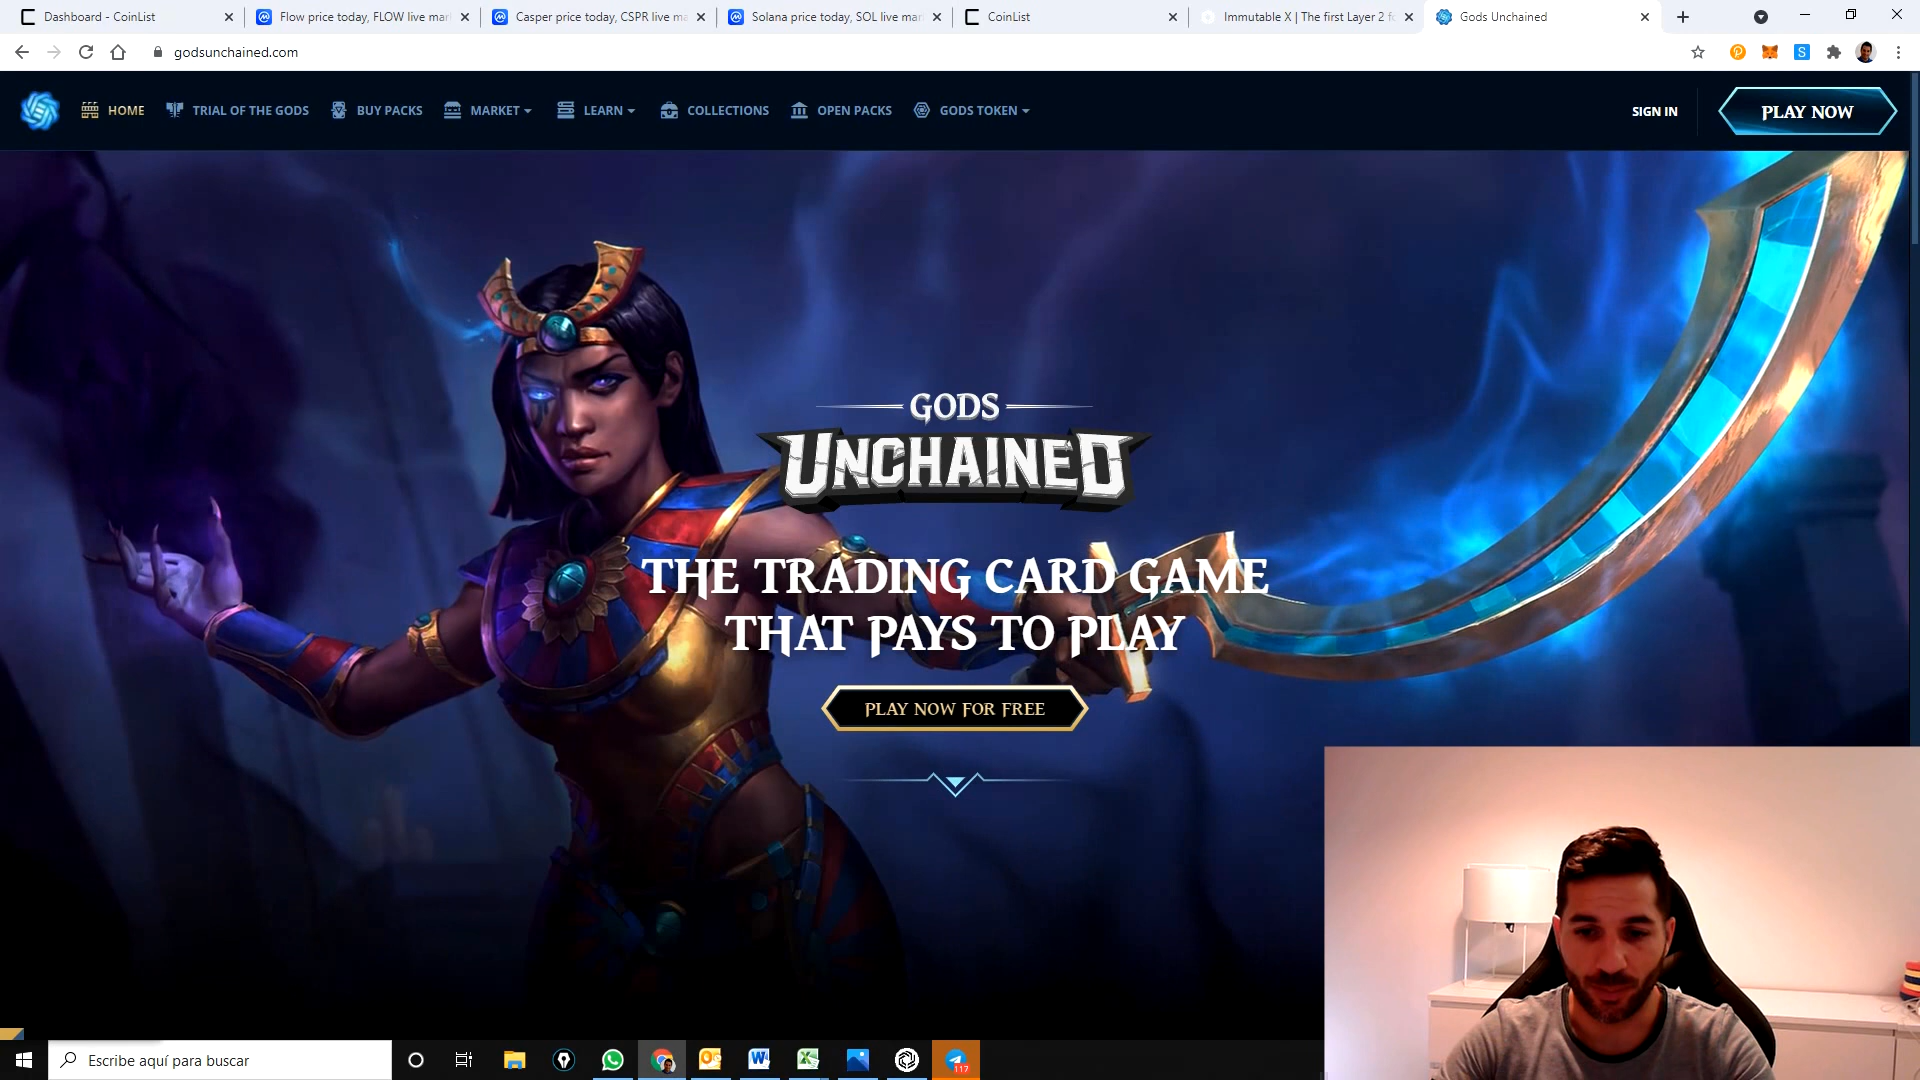 Dashboard - CoinList
Flow price today, FLOW live mar
Casper price today, CSPR live ma
Solana price today, SOL live mar
CoinList
Immutable X | The first Layer 2 fo
Gods Unchained
godsunchained.com
HOME
TRIAL OF THE GODS
BUY PACKS
MARKET
LEARN
COLLECTIONS
OPEN PACKS
GODS TOKEN
SIGN IN
PLAY NOW
GODS
UNCHAINED
THE TRADING CARD GAME
THAT PAYS TO PLAY
PLAY NOW FOR FREE
Escribe aquí para buscar
117